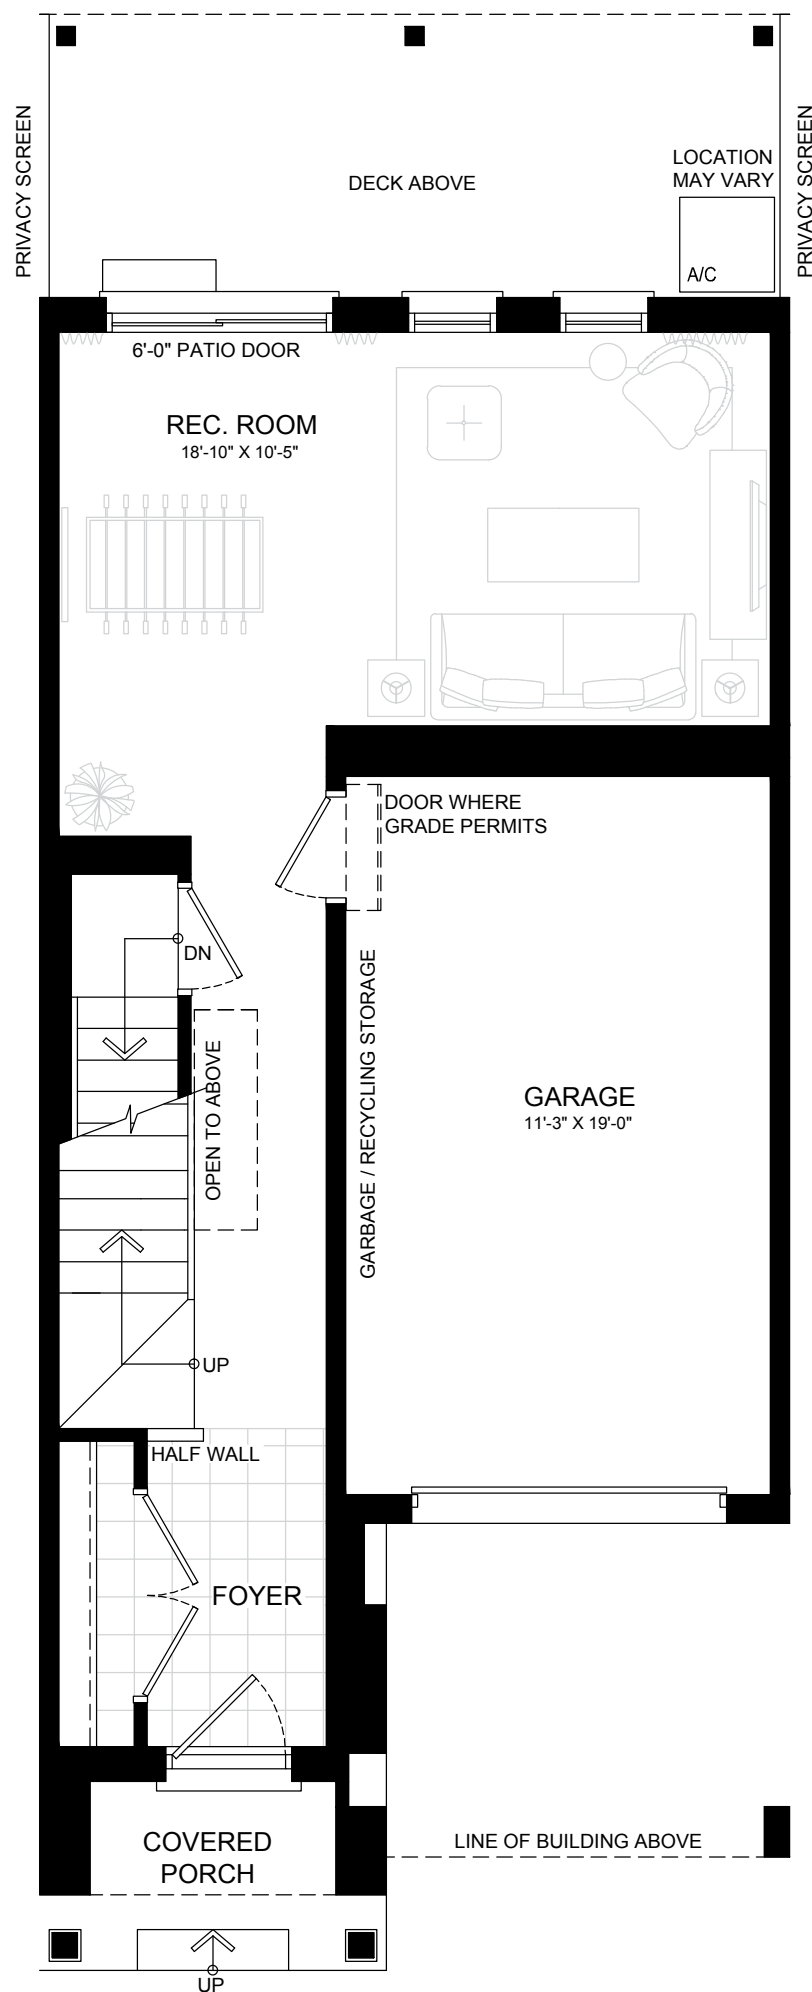 PRIVACY SCREEN
PRIVACY SCREEN
DECK ABOVE
LOCATION
MAY VARY
A/C
6'-0" PATIO DOOR
REC. ROOM
18'-10" X 10'-5"
DOOR WHERE
GRADE PERMITS
DN
OPEN TO ABOVE
GARBAGE / RECYCLING STORAGE
GARAGE
11'-3" X 19'-0"
UP
HALF WALL
FOYER
COVERED
PORCH
LINE OF BUILDING ABOVE
UP